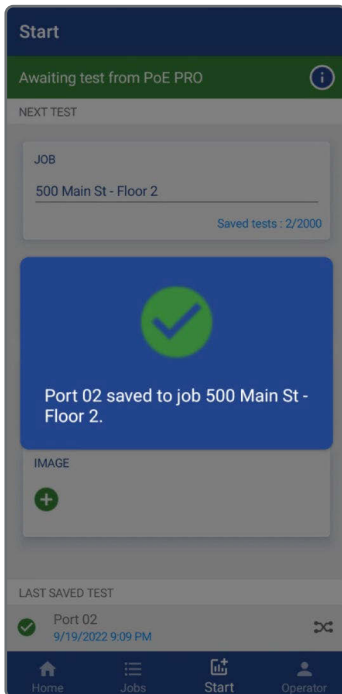 Start
Awaiting test from PoE PRO
NEXT TEST
JOB
500 Main St - Floor 2
Saved tests : 2/2000
Port 02 saved to job 500 Main St -
Floor 2.
IMAGE
LAST SAVED TEST
Port 02
9/19/2022 9:09 PM
Home Jobs Start Operator